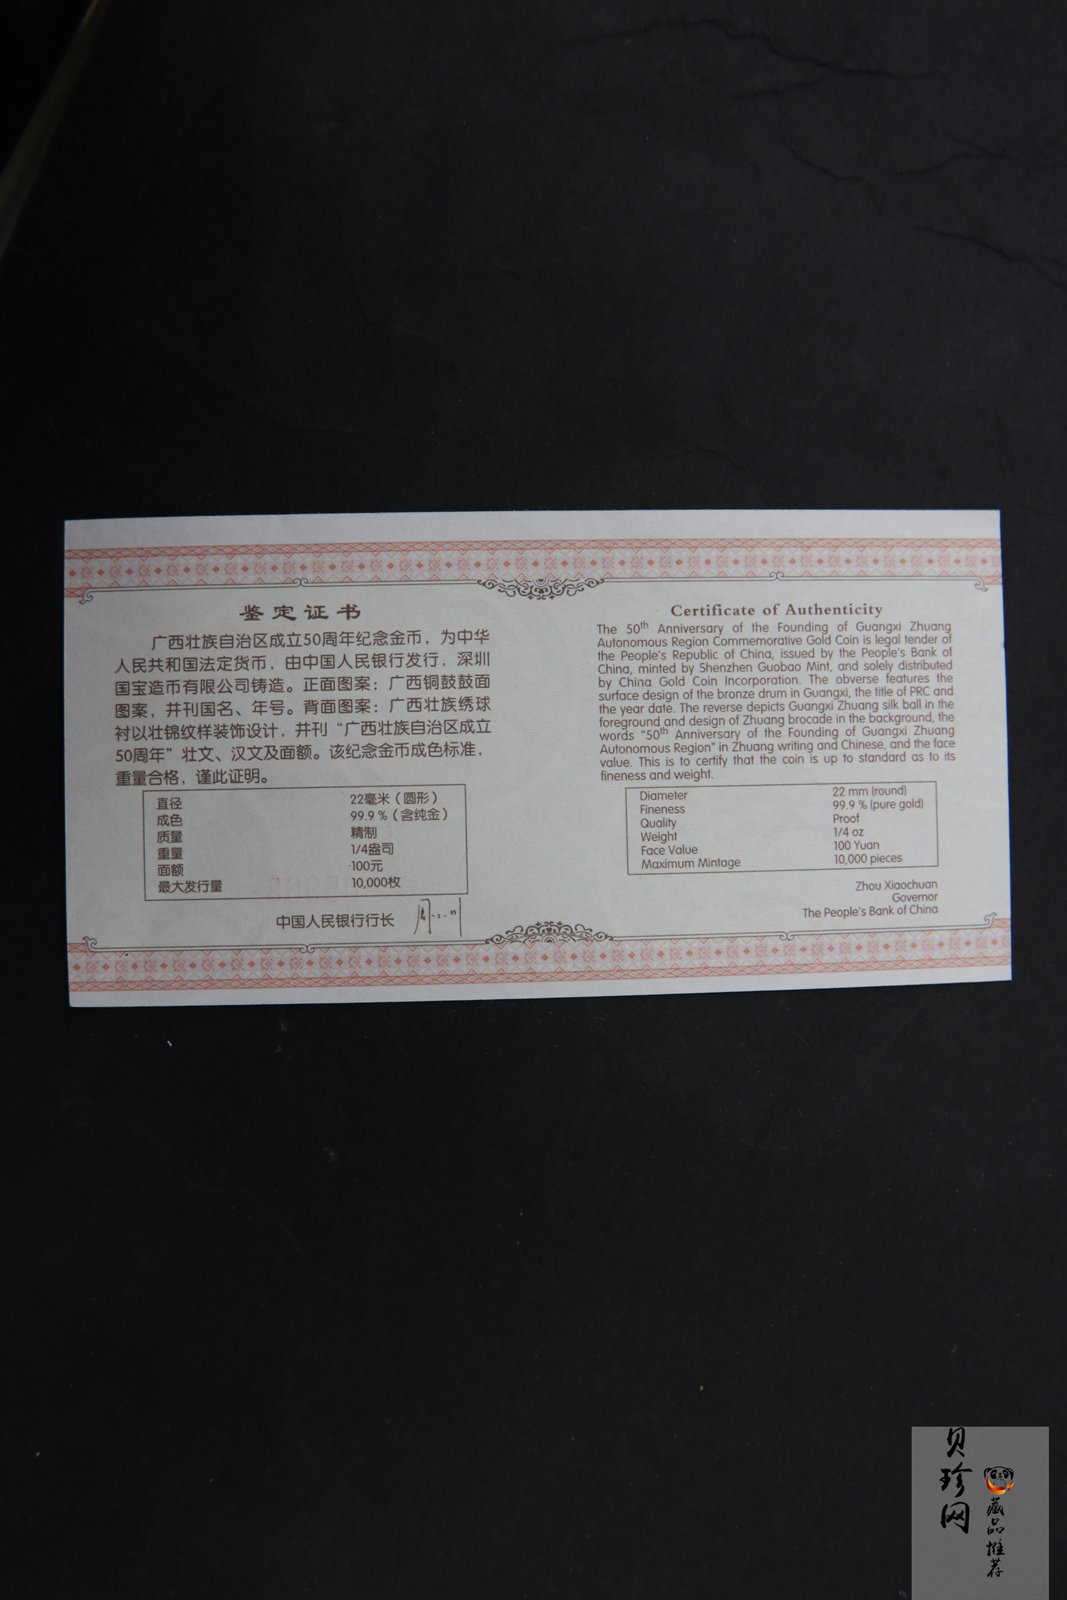 鉴定证书
广西壮族自治区成立50周年纪念金币，为中华
人民共和国法定货币，由中国人民银行发行，深圳
国宝造币有限公司铸造。正面图案：广西铜鼓鼓面
图案，并刊国名、年号。背面图案：广西壮族绣球
衬以壮锦纹样装饰设计，并刊“广西壮族自治区成立
50周年”壮文、汉文及面额。该纪念金币成色标准，
重量合格，谨此证明。
直径 22毫米（圆形）
成色 99.9％（含纯金）
质量 精制
重量 1/4盎司
面额 100元
最大发行量 10,000枚
中国人民银行行长
Certificate of Authenticity
The 50th Anniversary of the Founding of Guangxi Zhuang
Autonomous Region Commemorative Gold Coin is legal tender of
the People's Republic of China, issued by the People's Bank of
China, minted by Shenzhen Guobao Mint, and solely distributed
by China Gold Coin Incorporation. The obverse features the
surface design of the bronze drum in Guangxi, the title of PRC and
the year date. The reverse depicts Guangxi Zhuang silk ball in the
foreground and design of Zhuang brocade in the background, the
words "50th Anniversary of the Founding of Guangxi Zhuang
Autonomous Region" in Zhuang writing and Chinese, and the face
value. This is to certify that the coin is up to standard as to its
fineness and weight.
Diameter 22 mm (round)
Fineness 99.9 % (pure gold)
Quality Proof
Weight 1/4 oz
Face Value 100 Yuan
Maximum Mintage 10,000 pieces
Zhou Xiaochuan
Governor
The People's Bank of China
贝珍网
藏品推荐